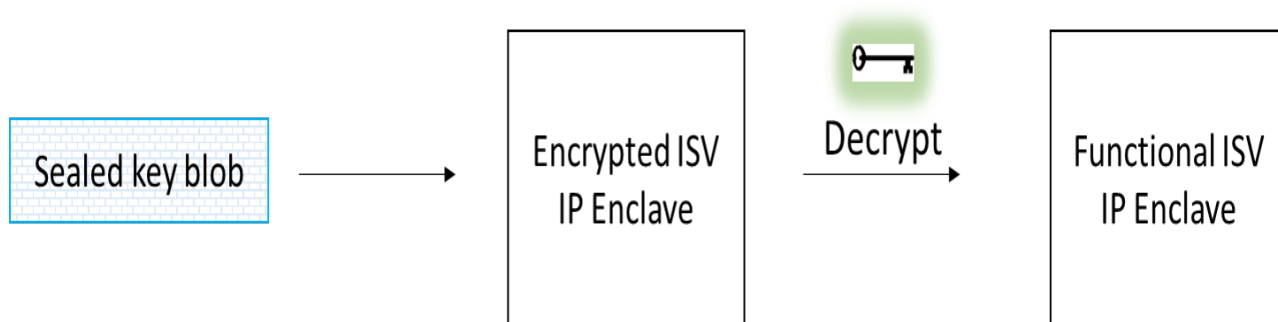 Sealed key blob
Encrypted ISV
IP Enclave
Decrypt
Functional ISV
IP Enclave